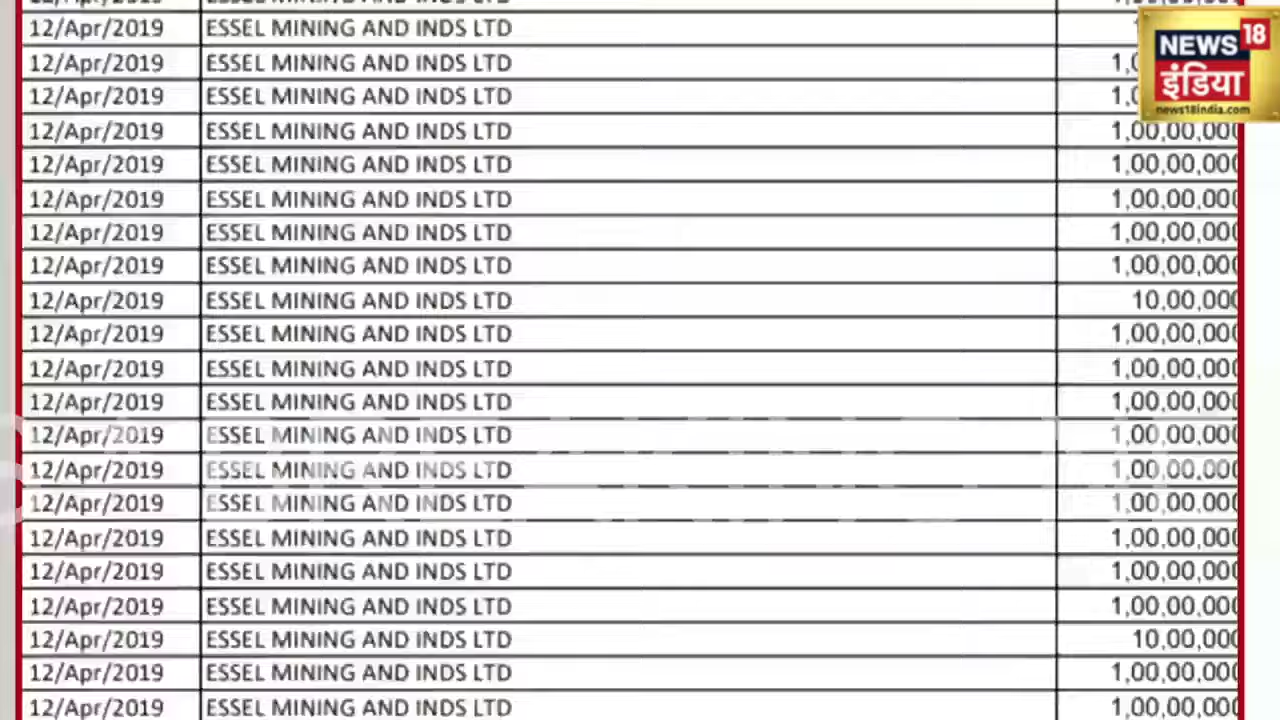 12/Apr/2019 ESSEL MINING AND INDS LTD
12/Apr/2019 ESSEL MINING AND INDS LTD
12/Apr/2019 ESSEL MINING AND INDS LTD
12/Apr/2019 ESSEL MINING AND INDS LTD 1,00,00,000
12/Apr/2019 ESSEL MINING AND INDS LTD 1,00,00,000
12/Apr/2019 ESSEL MINING AND INDS LTD 1,00,00,000
12/Apr/2019 ESSEL MINING AND INDS LTD 1,00,00,000
12/Apr/2019 ESSEL MINING AND INDS LTD 1,00,00,000
12/Apr/2019 ESSEL MINING AND INDS LTD 10,00,000
12/Apr/2019 ESSEL MINING AND INDS LTD 1,00,00,000
12/Apr/2019 ESSEL MINING AND INDS LTD 1,00,00,000
12/Apr/2019 ESSEL MINING AND INDS LTD 1,00,00,000
12/Apr/2019 ESSEL MINING AND INDS LTD 1,00,00,000
12/Apr/2019 ESSEL MINING AND INDS LTD 1,00,00,000
12/Apr/2019 ESSEL MINING AND INDS LTD 1,00,00,000
12/Apr/2019 ESSEL MINING AND INDS LTD 1,00,00,000
12/Apr/2019 ESSEL MINING AND INDS LTD 1,00,00,000
12/Apr/2019 ESSEL MINING AND INDS LTD 1,00,00,000
12/Apr/2019 ESSEL MINING AND INDS LTD 10,00,000
12/Apr/2019 ESSEL MINING AND INDS LTD 1,00,00,000
12/Apr/2019 ESSEL MINING AND INDS LTD 1,00,00,000
NEWS 18
इंडिया
news18india.com